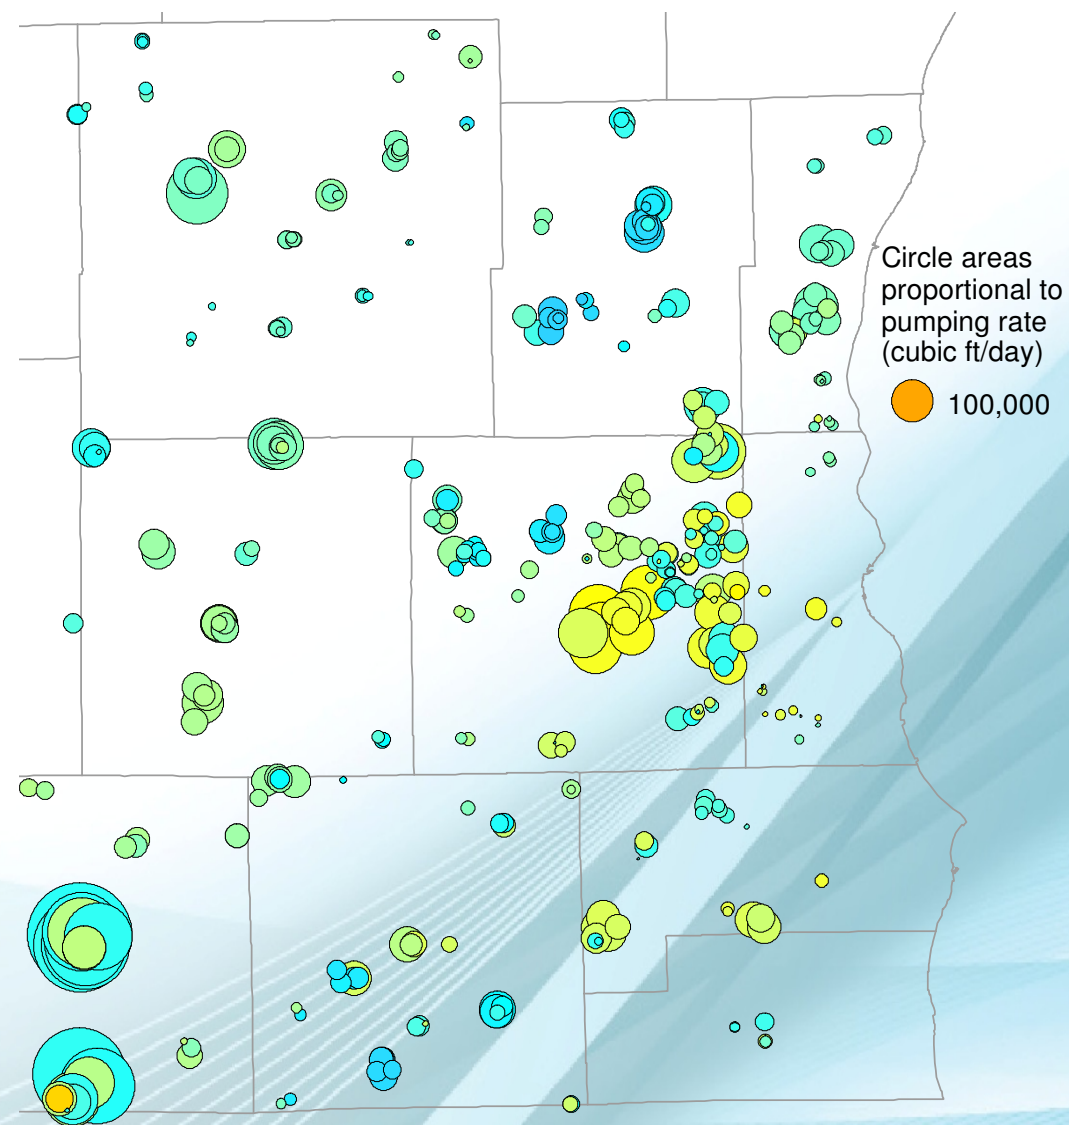 Circle areas
proportional to
pumping rate
(cubic ft/day)
100,000